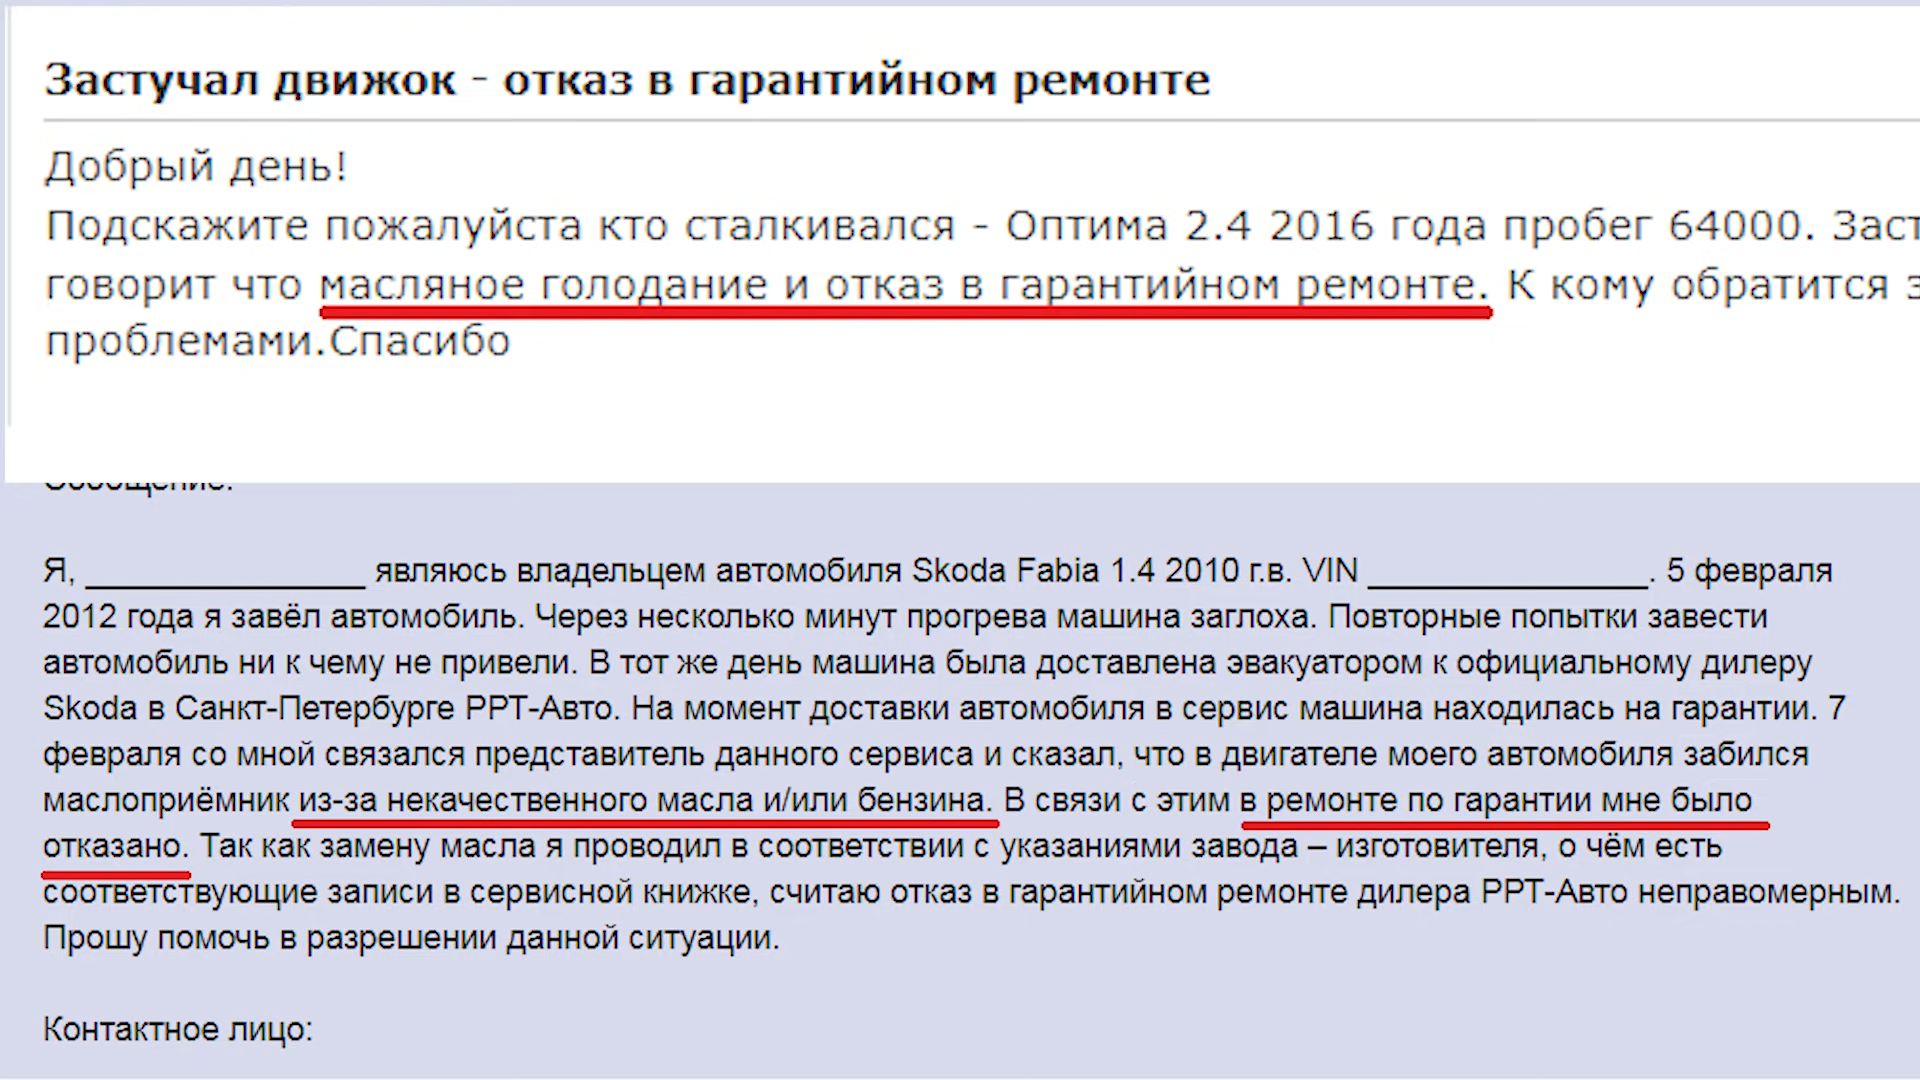 Застучал движок - отказ в гарантийном ремонте
Добрый день!
Подскажите пожалуйста кто сталкивался - Оптима 2.4 2016 года пробег 64000. Заст
говорит что масляное голодание и отказ в гарантийном ремонте. К кому обратится з
проблемами.Спасибо
Сообщение:
Я, _______________ являюсь владельцем автомобиля Skoda Fabia 1.4 2010 г.в. VIN _______________. 5 февраля
2012 года я завёл автомобиль. Через несколько минут прогрева машина заглоха. Повторные попытки завести
автомобиль ни к чему не привели. В тот же день машина была доставлена эвакуатором к официальному дилеру
Skoda в Санкт-Петербурге РРТ-Авто. На момент доставки автомобиля в сервис машина находилась на гарантии. 7
февраля со мной связался представитель данного сервиса и сказал, что в двигателе моего автомобиля забился
маслоприёмник из-за некачественного масла и/или бензина. В связи с этим в ремонте по гарантии мне было
отказано. Так как замену масла я проводил в соответствии с указаниями завода – изготовителя, о чём есть
соответствующие записи в сервисной книжке, считаю отказ в гарантийном ремонте дилера РРТ-Авто неправомерным.
Прошу помочь в разрешении данной ситуации.
Контактное лицо: